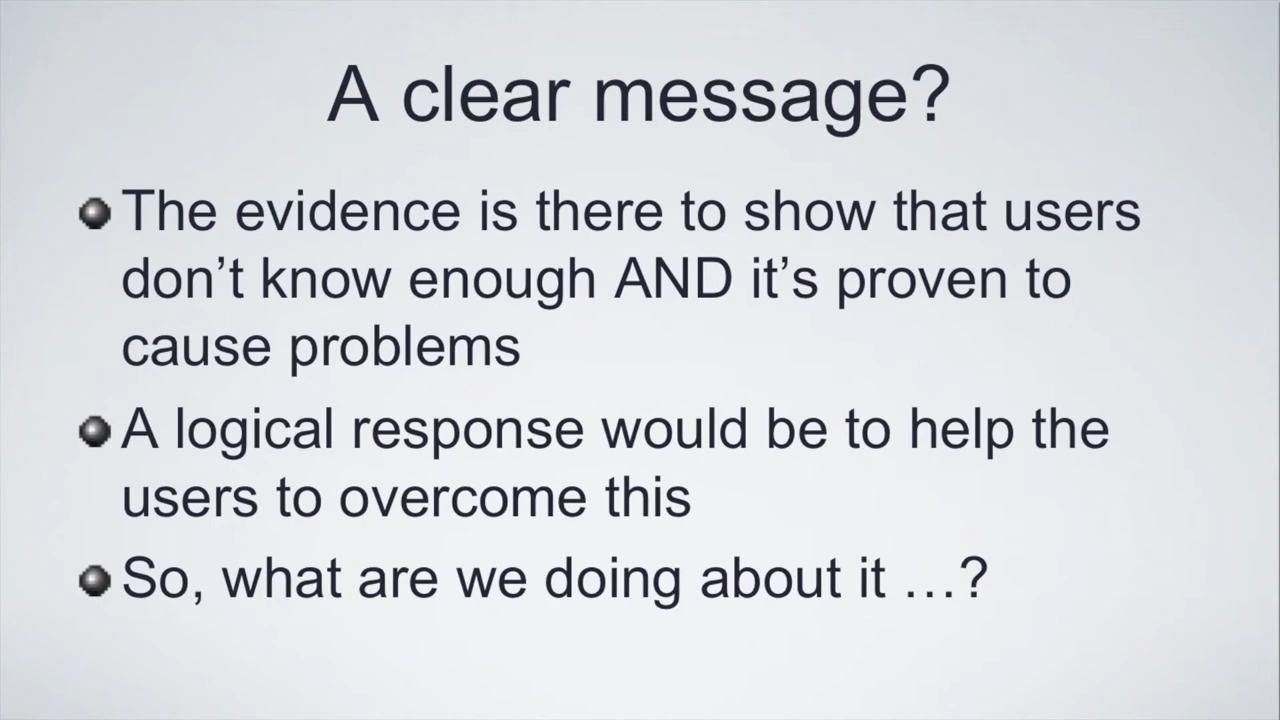 A clear message?
The evidence is there to show that users
don’t know enough AND it’s proven to
cause problems
A logical response would be to help the
users to overcome this
So, what are we doing about it …?